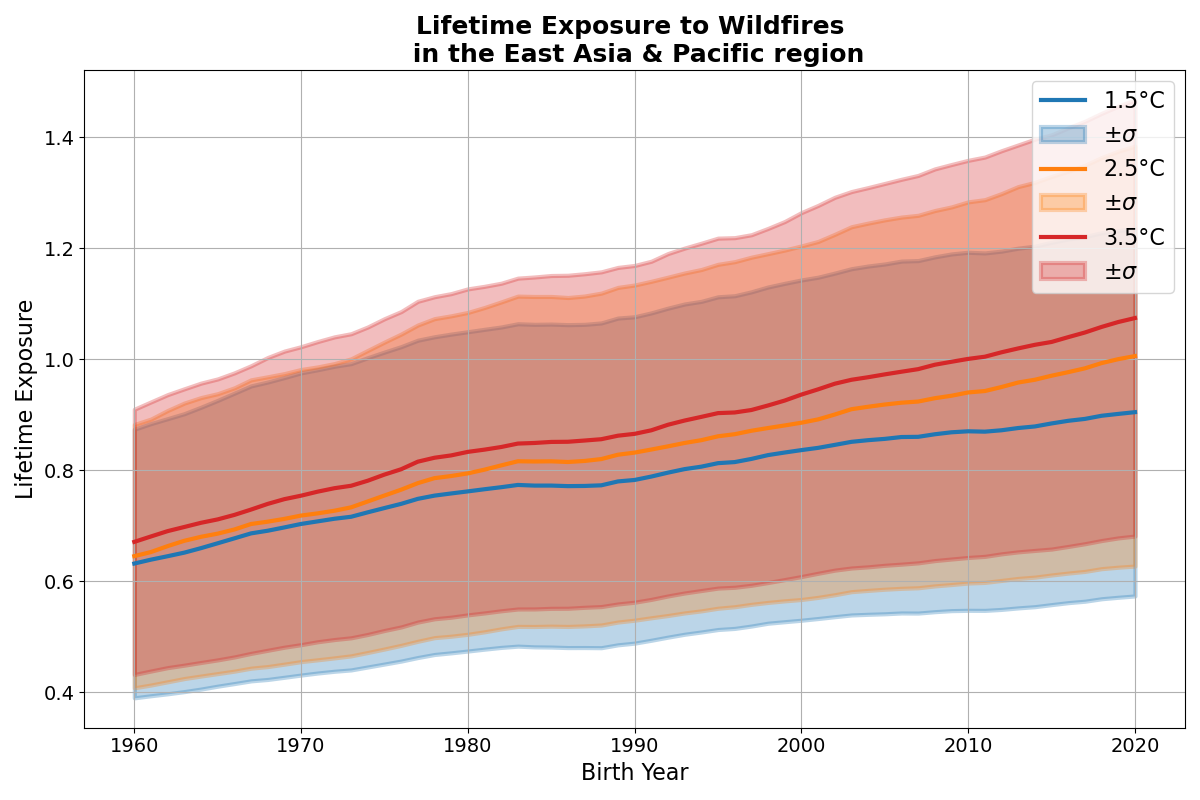 Lifetime Exposure to Wildfires
in the East Asia & Pacific region
1.5°C
±σ
2.5°C
±σ
3.5°C
±σ
Lifetime Exposure
1.4
1.2
1.0
0.8
0.6
0.4
1960 1970 1980 1990 2000 2010 2020
Birth Year